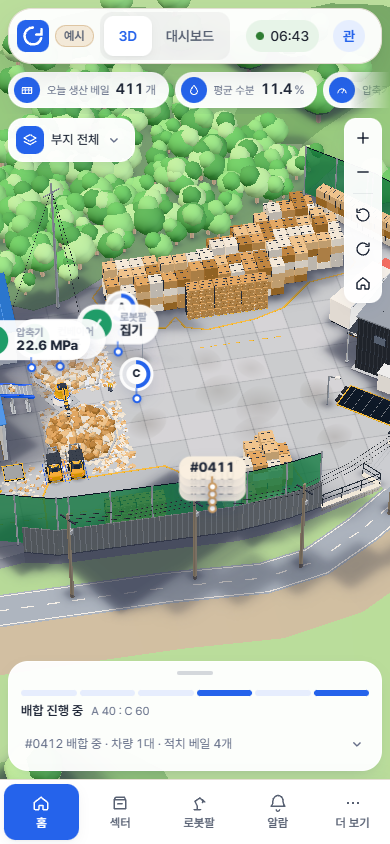 예시
3D
대시보드
06:43
관
오늘 생산 베일 411개
평균 수분 11.4%
부지 전체
로봇팔
집기
압축기
22.6 MPa
C
#0411
배합 진행 중 A 40 : C 60
#0412 배합 중 · 차량 1대 · 적치 베일 4개
홈
섹터
로봇팔
알람
더 보기